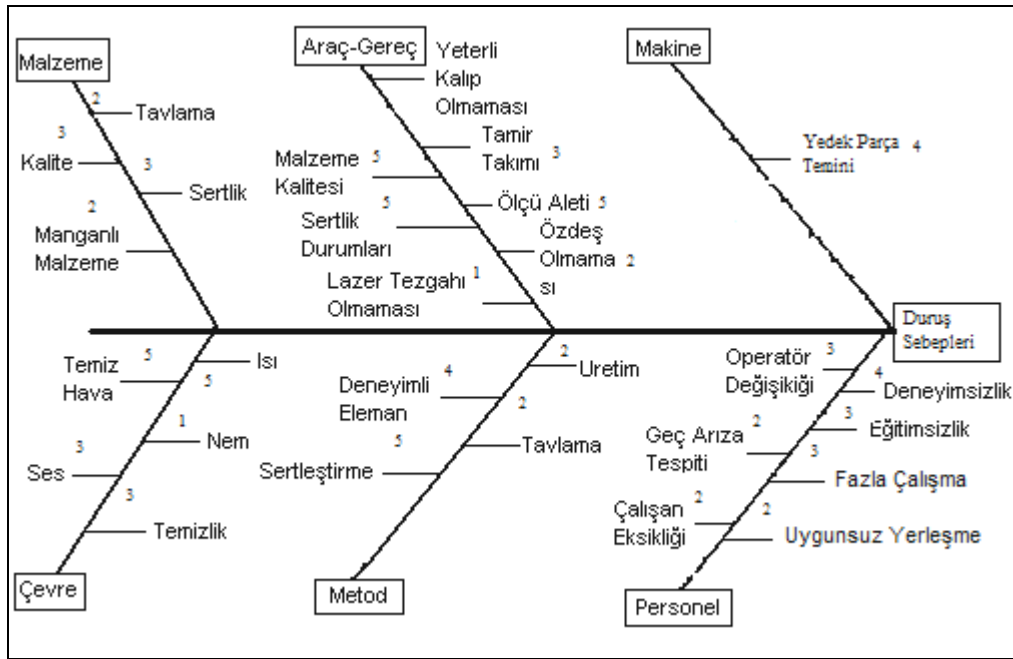 Malzeme
2
Tavlama
3
Kalite
3
Sertlik
2
Manganlı
Malzeme
Araç-Gereç
Yeterli
Kalıp
Olmaması
Tamir
Takımı 3
5
Malzeme
Kalitesi
Ölçü Aleti 5
5
Sertlik
Durumları
Özdeş
Olmama 2
sı
Lazer Tezgahı 1
Olmaması
Makine
Yedek Parça 4
Temini
Duruş
Sebepleri
5
Temiz
Hava
Isı
5
1
Nem
3
Ses
3
Temizlik
Çevre
2
Uretim
4
Deneyimli
Eleman
2
Tavlama
5
Sertleştirme
Metod
3
Operatör
Değişikiği
4
Deneyimsizlik
3
Eğitimsizlik
2
Geç Arıza
Tespiti
3
Fazla Çalışma
2
Çalışan
Eksikliği
2
Uygunsuz Yerleşme
Personel